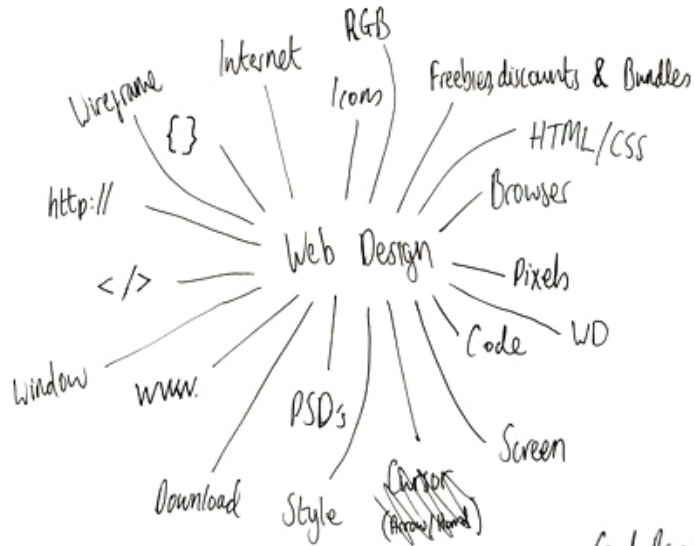 RGB
Internet
Icons
Freebies, discounts & Bundles
Wireframe
{}
HTML/CSS
Browser
http://
Web Design
</>
Pixels
WD
Code
Window
www.
PSD's
Screen
Download
Style
Cursor
(Arrow/Hand)